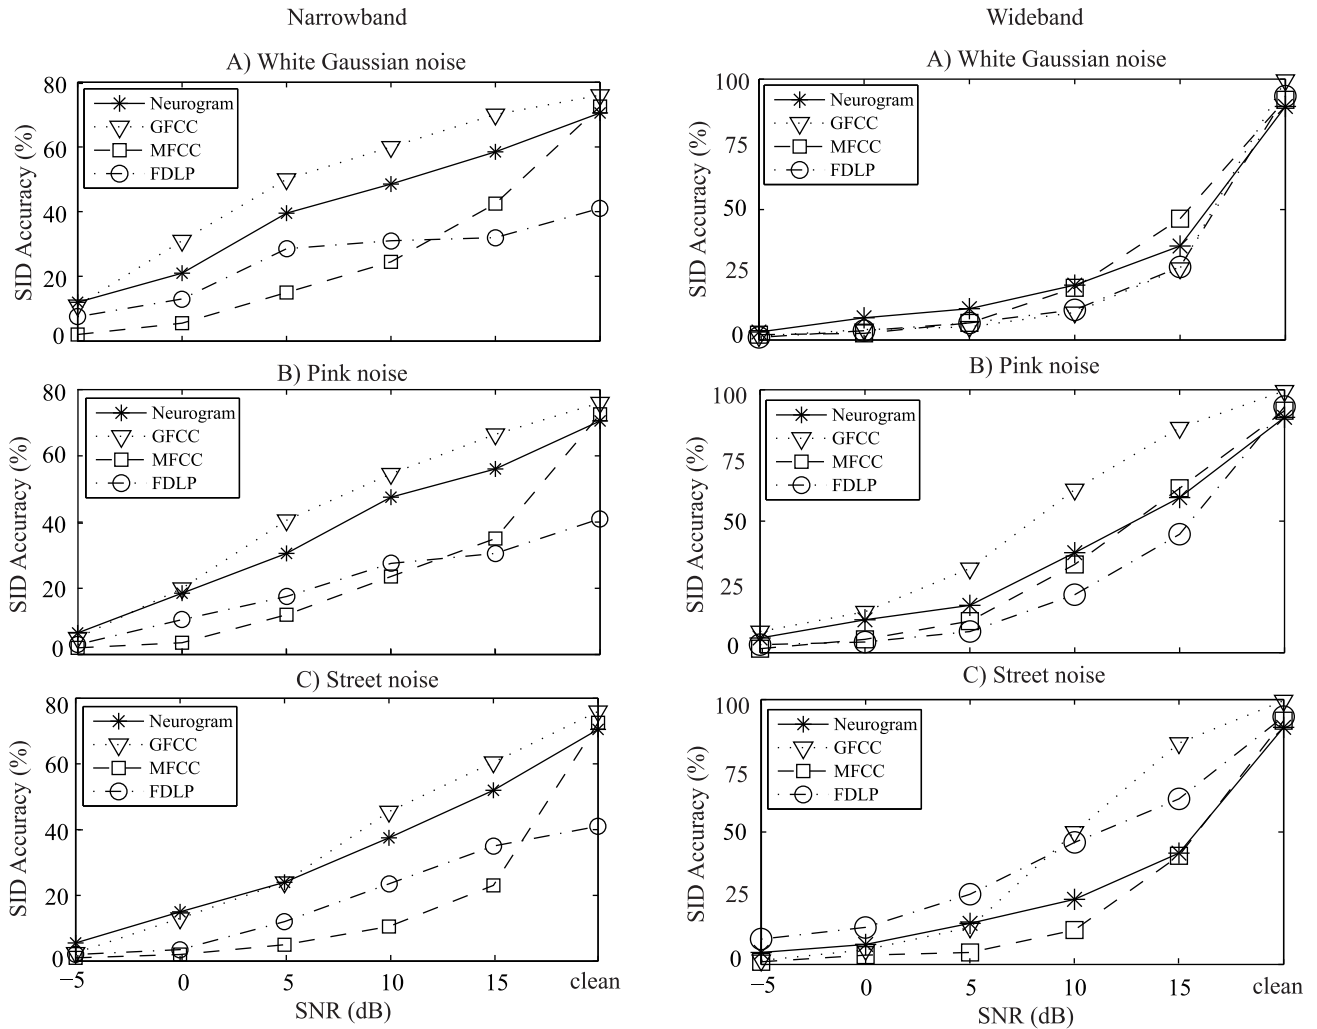 Narrowband
A) White Gaussian noise
SID Accuracy (%)
80
60
40
20
0
Neurogram
GFCC
MFCC
FDLP
B) Pink noise
SID Accuracy (%)
80
60
40
20
0
Neurogram
GFCC
MFCC
FDLP
C) Street noise
SID Accuracy (%)
80
60
40
20
0
Neurogram
GFCC
MFCC
FDLP
−5 0 5 10 15 clean
SNR (dB)
Wideband
A) White Gaussian noise
SID Accuracy (%)
100
75
50
25
0
Neurogram
GFCC
MFCC
FDLP
B) Pink noise
SID Accuracy (%)
100
75
50
25
0
Neurogram
GFCC
MFCC
FDLP
C) Street noise
SID Accuracy (%)
100
75
50
25
0
Neurogram
GFCC
MFCC
FDLP
−5 0 5 10 15 clean
SNR (dB)